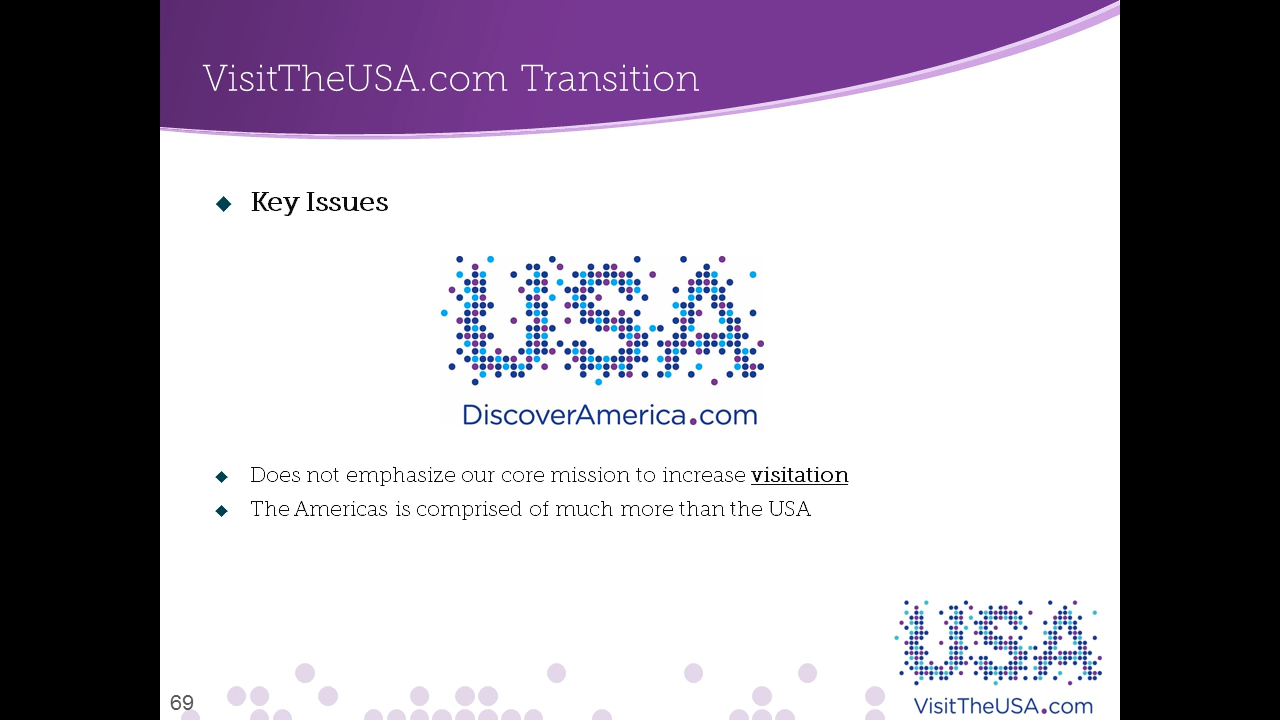 VisitTheUSA.com Transition
Key Issues
USA
DiscoverAmerica.com
Does not emphasize our core mission to increase visitation
The Americas is comprised of much more than the USA
USA
VisitTheUSA.com
69